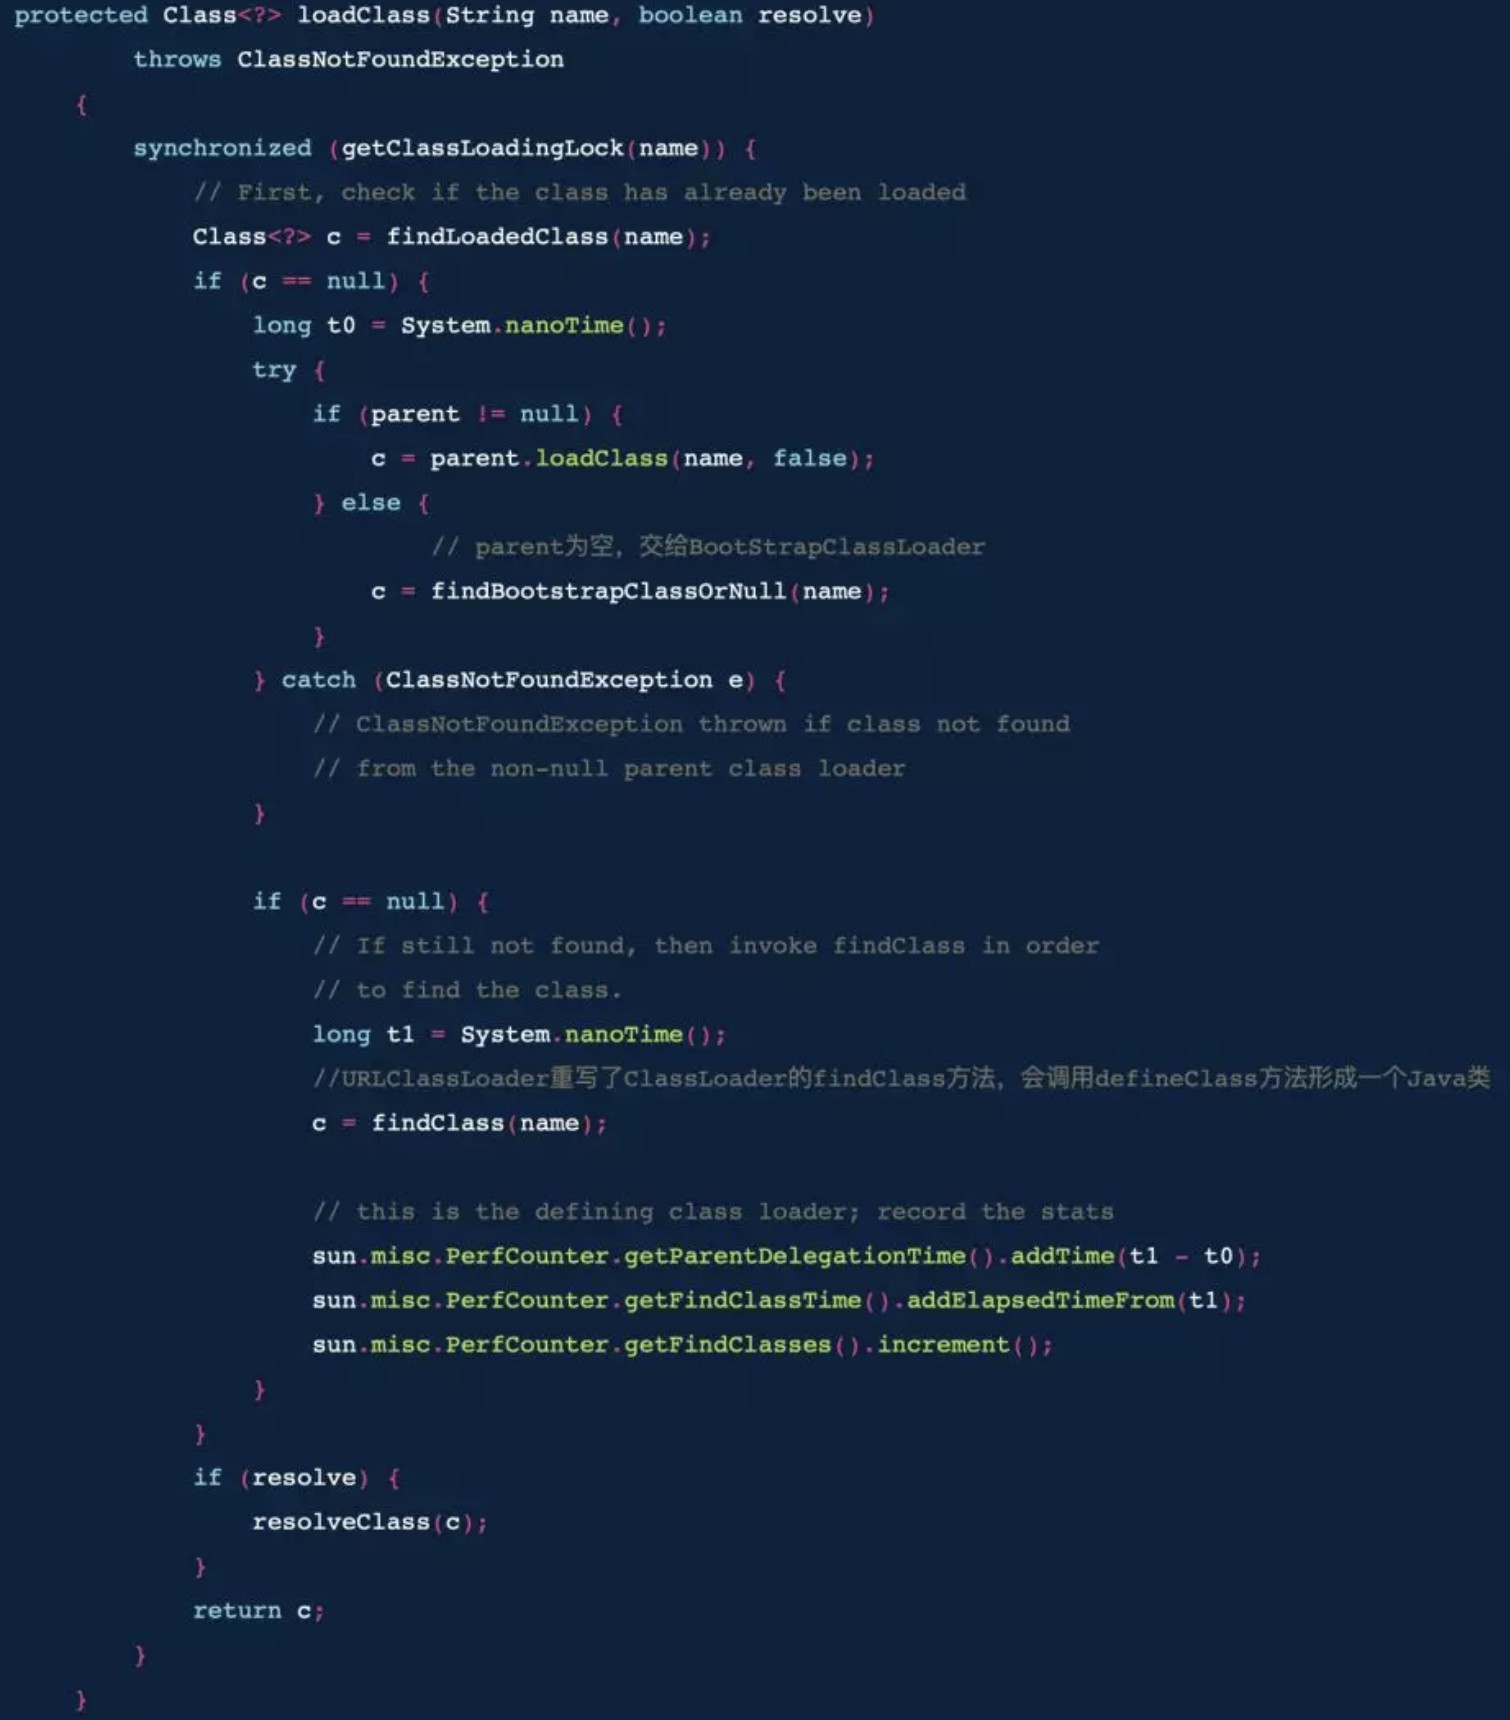 protected Class<?> loadClass(String name, boolean resolve)
throws ClassNotFoundException
{
synchronized (getClassLoadingLock(name)) {
// First, check if the class has already been loaded
Class<?> c = findLoadedClass(name);
if (c == null) {
long t0 = System.nanoTime();
try {
if (parent != null) {
c = parent.loadClass(name, false);
} else {
// parent为空，交给BootStrapClassLoader
c = findBootstrapClassOrNull(name);
}
} catch (ClassNotFoundException e) {
// ClassNotFoundException thrown if class not found
// from the non-null parent class loader
}
if (c == null) {
// If still not found, then invoke findClass in order
// to find the class.
long t1 = System.nanoTime();
//URLClassLoader重写了ClassLoader的findClass方法，会调用defineClass方法形成一个Java类
c = findClass(name);
// this is the defining class loader; record the stats
sun.misc.PerfCounter.getParentDelegationTime().addTime(t1 - t0);
sun.misc.PerfCounter.getFindClassTime().addElapsedTimeFrom(t1);
sun.misc.PerfCounter.getFindClasses().increment();
}
}
if (resolve) {
resolveClass(c);
}
return c;
}
}